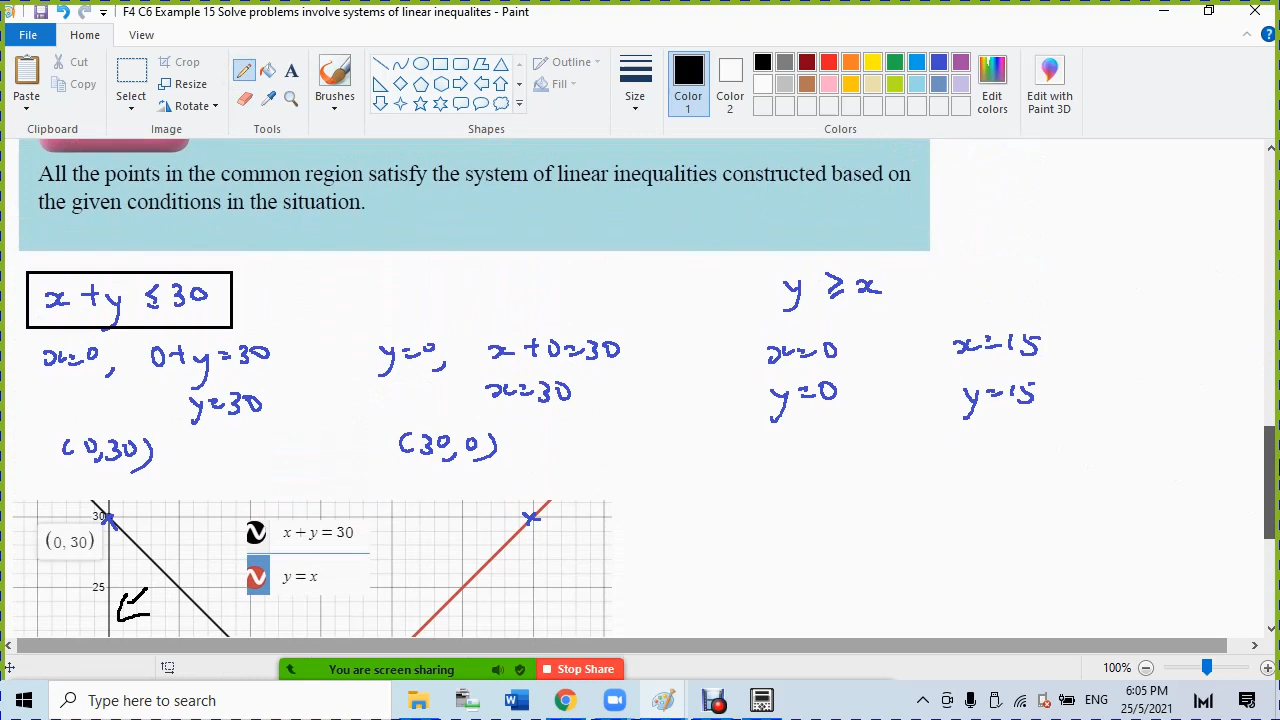 F4 C6 Example 15 Solve problems involve systems of linear inequalites - Paint
File Home View
Paste Cut Copy
Clipboard
Select Crop Resize Rotate
Image
Tools
Brushes
Outline Fill
Shapes
Size
Color 1 Color 2
Edit colors
Edit with Paint 3D
Colors
All the points in the common region satisfy the system of linear inequalities constructed based on
the given conditions in the situation.
x + y ≤ 30
x=0, 0+y=30
y=30
(0,30)
y=0, x+0=30
x=30
(30,0)
y ≥ x
x=0 x=15
y=0 y=15
30
(0, 30)
25
x + y = 30
y = x
You are screen sharing Stop Share
100%
Type here to search
ENG
6:05 PM
25/5/2021